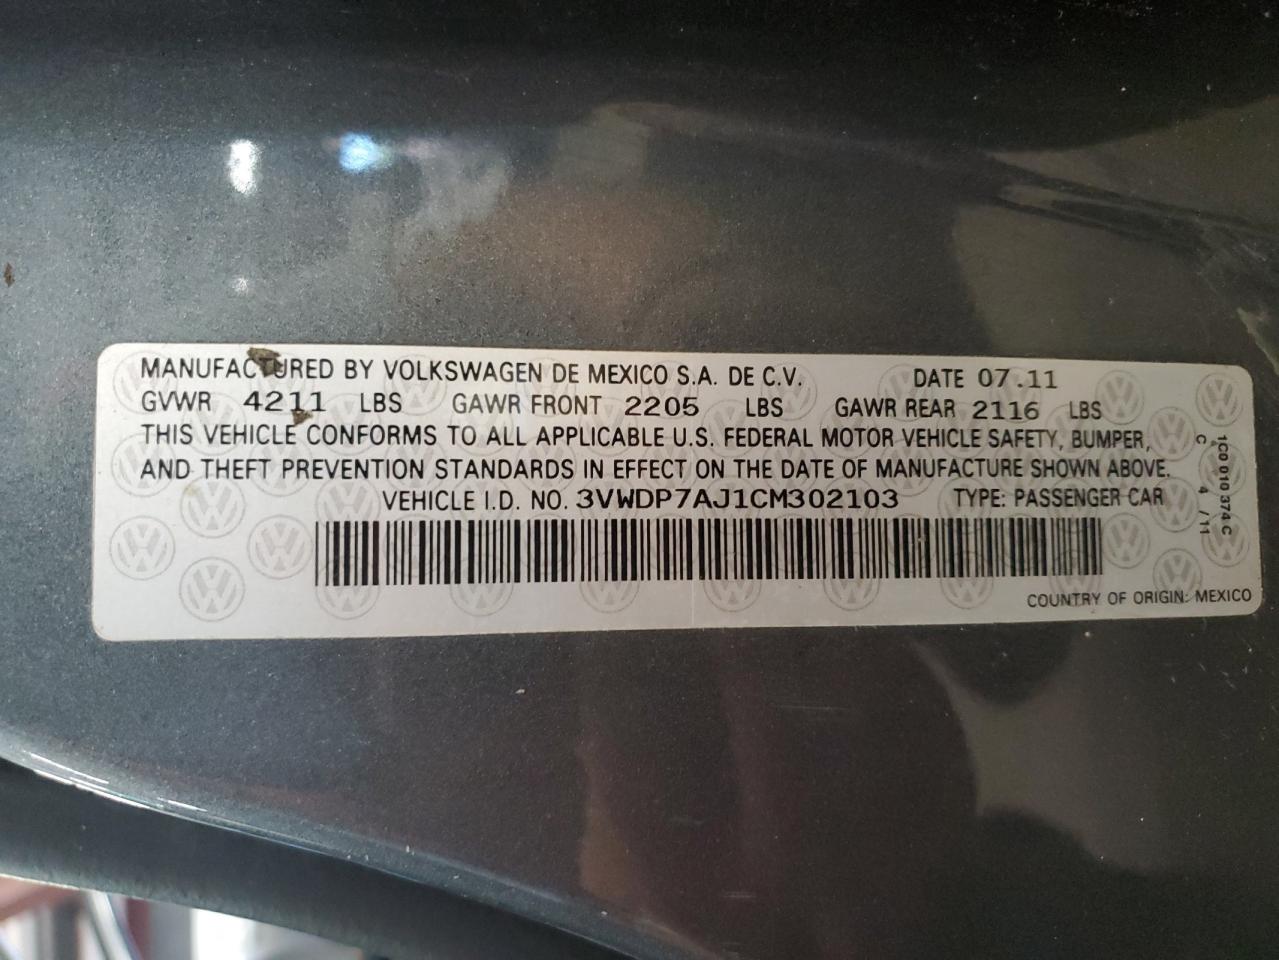 MANUFACTURED BY VOLKSWAGEN DE MEXICO S.A. DE C.V. DATE 07.11
GVWR 4211 LBS GAWR FRONT 2205 LBS GAWR REAR 2116 LBS
THIS VEHICLE CONFORMS TO ALL APPLICABLE U.S. FEDERAL MOTOR VEHICLE SAFETY, BUMPER,
AND THEFT PREVENTION STANDARDS IN EFFECT ON THE DATE OF MANUFACTURE SHOWN ABOVE.
VEHICLE I.D. NO. 3VWDP7AJ1CM302103 TYPE: PASSENGER CAR
COUNTRY OF ORIGIN: MEXICO
1C0 010 374 C
C 4 /11